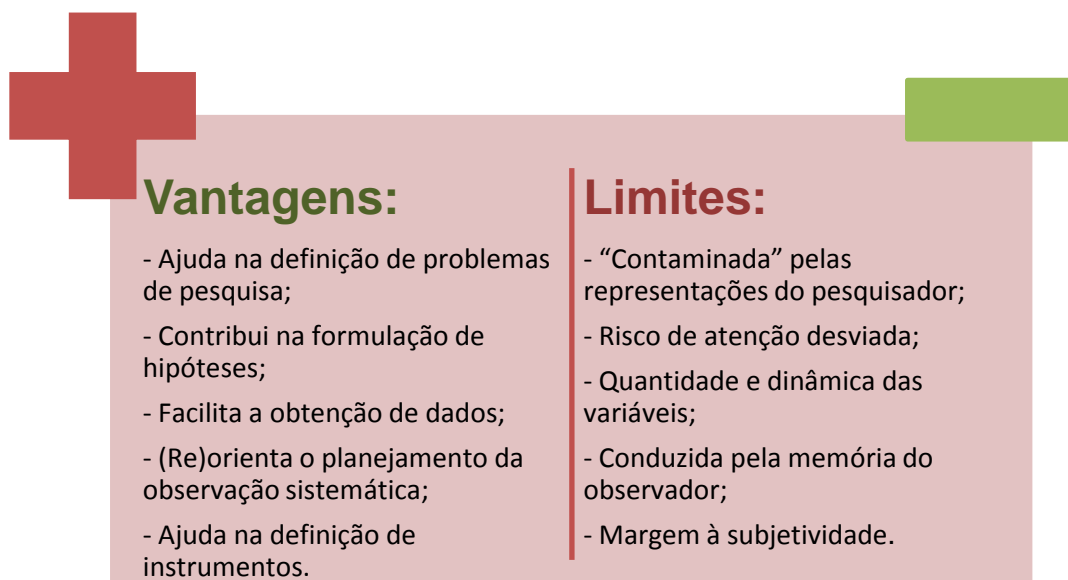 Vantagens:
- Ajuda na definição de problemas
de pesquisa;
- Contribui na formulação de
hipóteses;
- Facilita a obtenção de dados;
- (Re)orienta o planejamento da
observação sistemática;
- Ajuda na definição de
instrumentos.
Limites:
- “Contaminada” pelas
representações do pesquisador;
- Risco de atenção desviada;
- Quantidade e dinâmica das
variáveis;
- Conduzida pela memória do
observador;
- Margem à subjetividade.